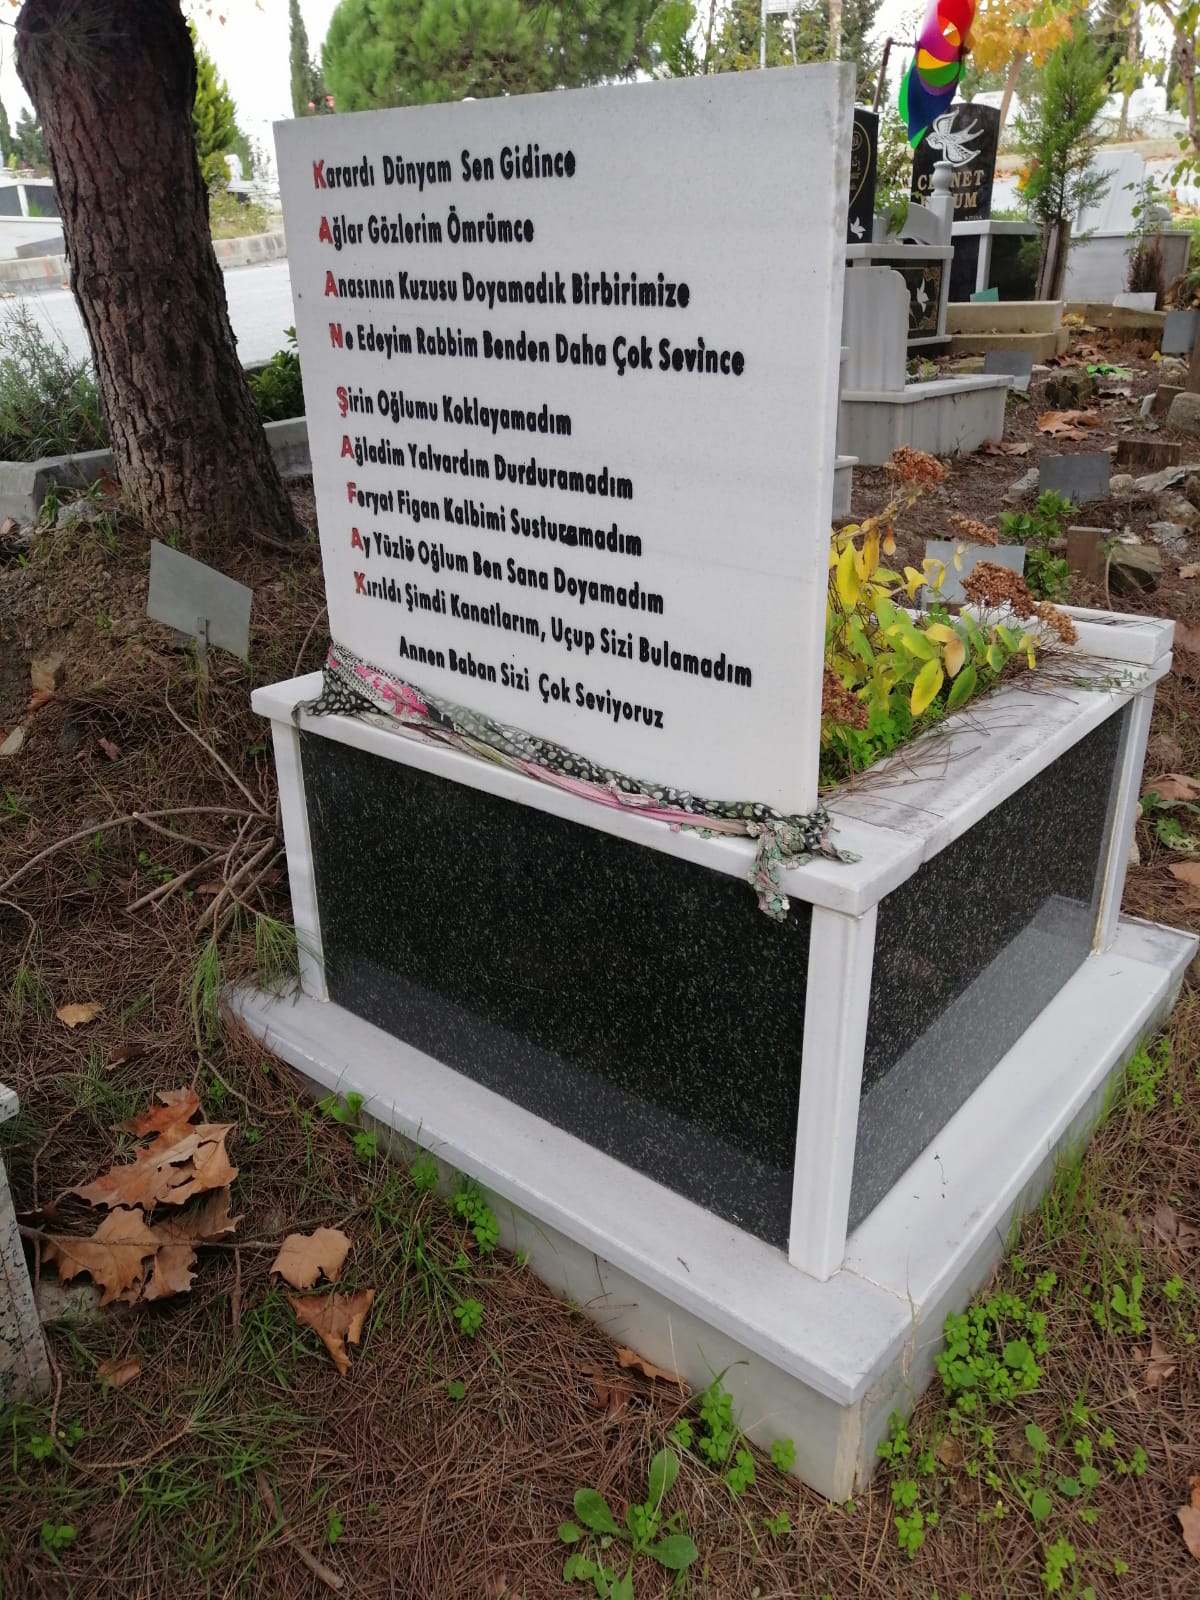 Karardı Dünyam Sen Gidince
Ağlar Gözlerim Ömrümce
Anasının Kuzusu Doyamadık Birbirimize
Ne Edeyim Rabbim Benden Daha Çok Sevince
Şirin Oğlumu Koklayamadım
Ağladim Yalvardım Durduramadım
Feryat Figan Kalbimi Susturamadım
Ay Yüzlü Oğlum Ben Sana Doyamadım
Kırıldı Şimdi Kanatlarım, Uçup Sizi Bulamadım
Annen Baban Sizi Çok Seviyoruz